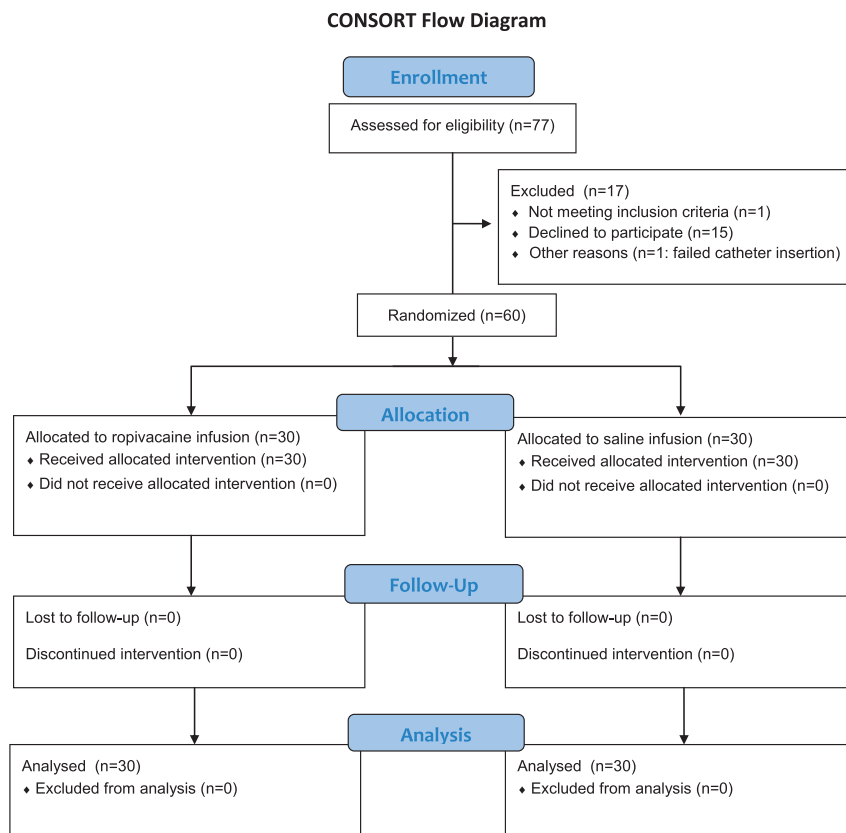 CONSORT Flow Diagram
Enrollment
Assessed for eligibility (n=77)
Excluded (n=17)
♦ Not meeting inclusion criteria (n=1)
♦ Declined to participate (n=15)
♦ Other reasons (n=1: failed catheter insertion)
Randomized (n=60)
Allocation
Allocated to ropivacaine infusion (n=30)
♦ Received allocated intervention (n=30)
♦ Did not receive allocated intervention (n=0)
Allocated to saline infusion (n=30)
♦ Received allocated intervention (n=30)
♦ Did not receive allocated intervention (n=0)
Follow-Up
Lost to follow-up (n=0)
Discontinued intervention (n=0)
Lost to follow-up (n=0)
Discontinued intervention (n=0)
Analysis
Analysed (n=30)
♦ Excluded from analysis (n=0)
Analysed (n=30)
♦ Excluded from analysis (n=0)